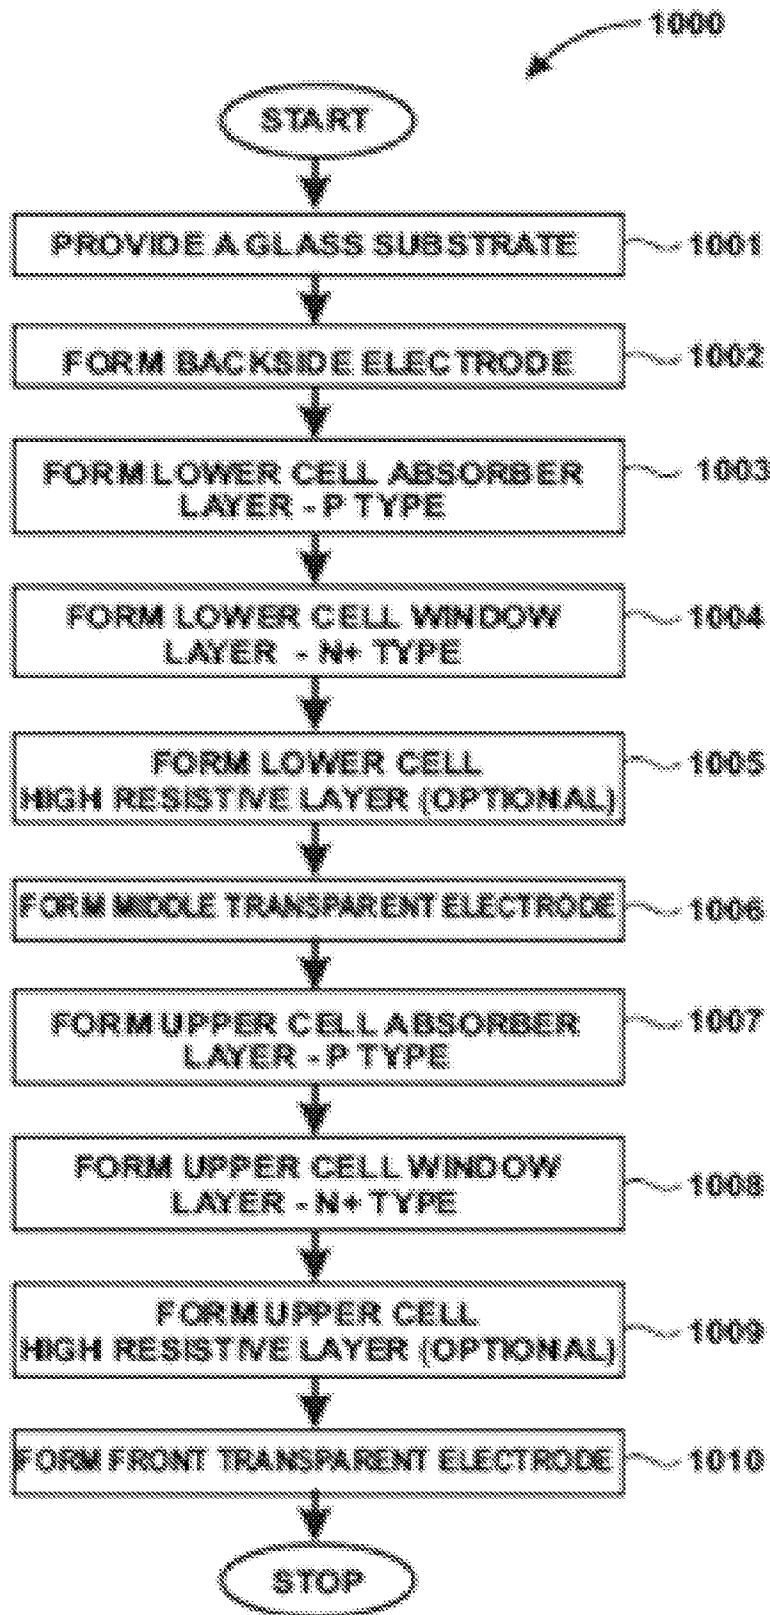 1000
START
PROVIDE A GLASS SUBSTRATE
1001
FORM BACKSIDE ELECTRODE
1002
FORM LOWER CELL ABSORBER
LAYER - P TYPE
1003
FORM LOWER CELL WINDOW
LAYER - N+ TYPE
1004
FORM LOWER CELL
HIGH RESISTIVE LAYER (OPTIONAL)
1005
FORM MIDDLE TRANSPARENT ELECTRODE
1006
FORM UPPER CELL ABSORBER
LAYER - P TYPE
1007
FORM UPPER CELL WINDOW
LAYER - N+ TYPE
1008
FORM UPPER CELL
HIGH RESISTIVE LAYER (OPTIONAL)
1009
FORM FRONT TRANSPARENT ELECTRODE
1010
STOP